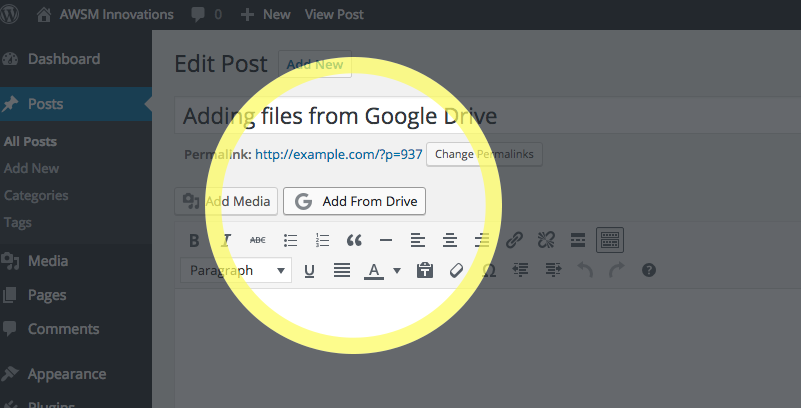 AWSM Innovations 0 New View Post
Dashboard
Posts
All Posts
Add New
Categories
Tags
Media
Pages
Comments
Appearance
Plugins
Edit Post Add New
Adding files from Google Drive
Permalink: http://example.com/?p=937 Change Permalinks
Add Media G Add From Drive
B I ABC
Paragraph U A Ω ?